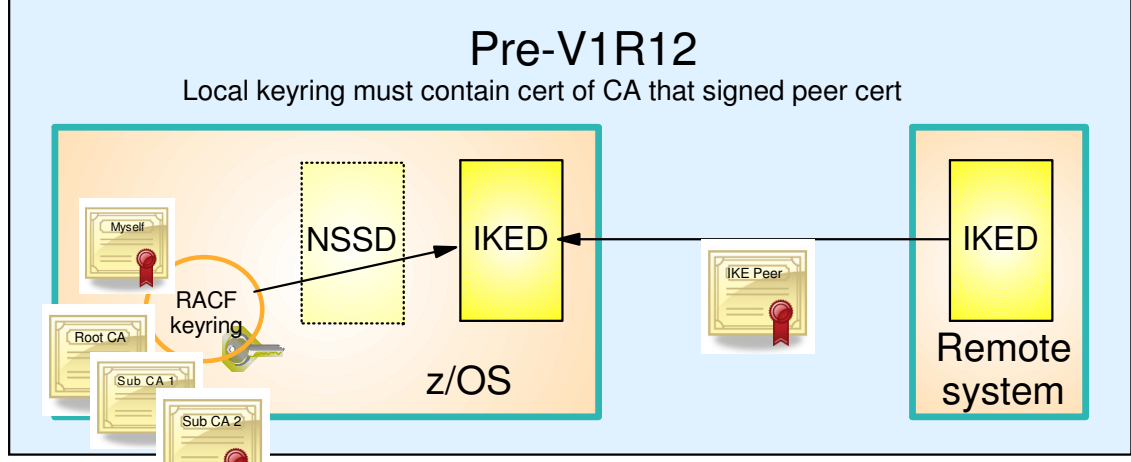 Pre-V1R12
Local keyring must contain cert of CA that signed peer cert
Myself
NSSD
IKED
IKED
IKE Peer
RACF
keyring
Root CA
Sub CA 1
Sub CA 2
z/OS
Remote
system